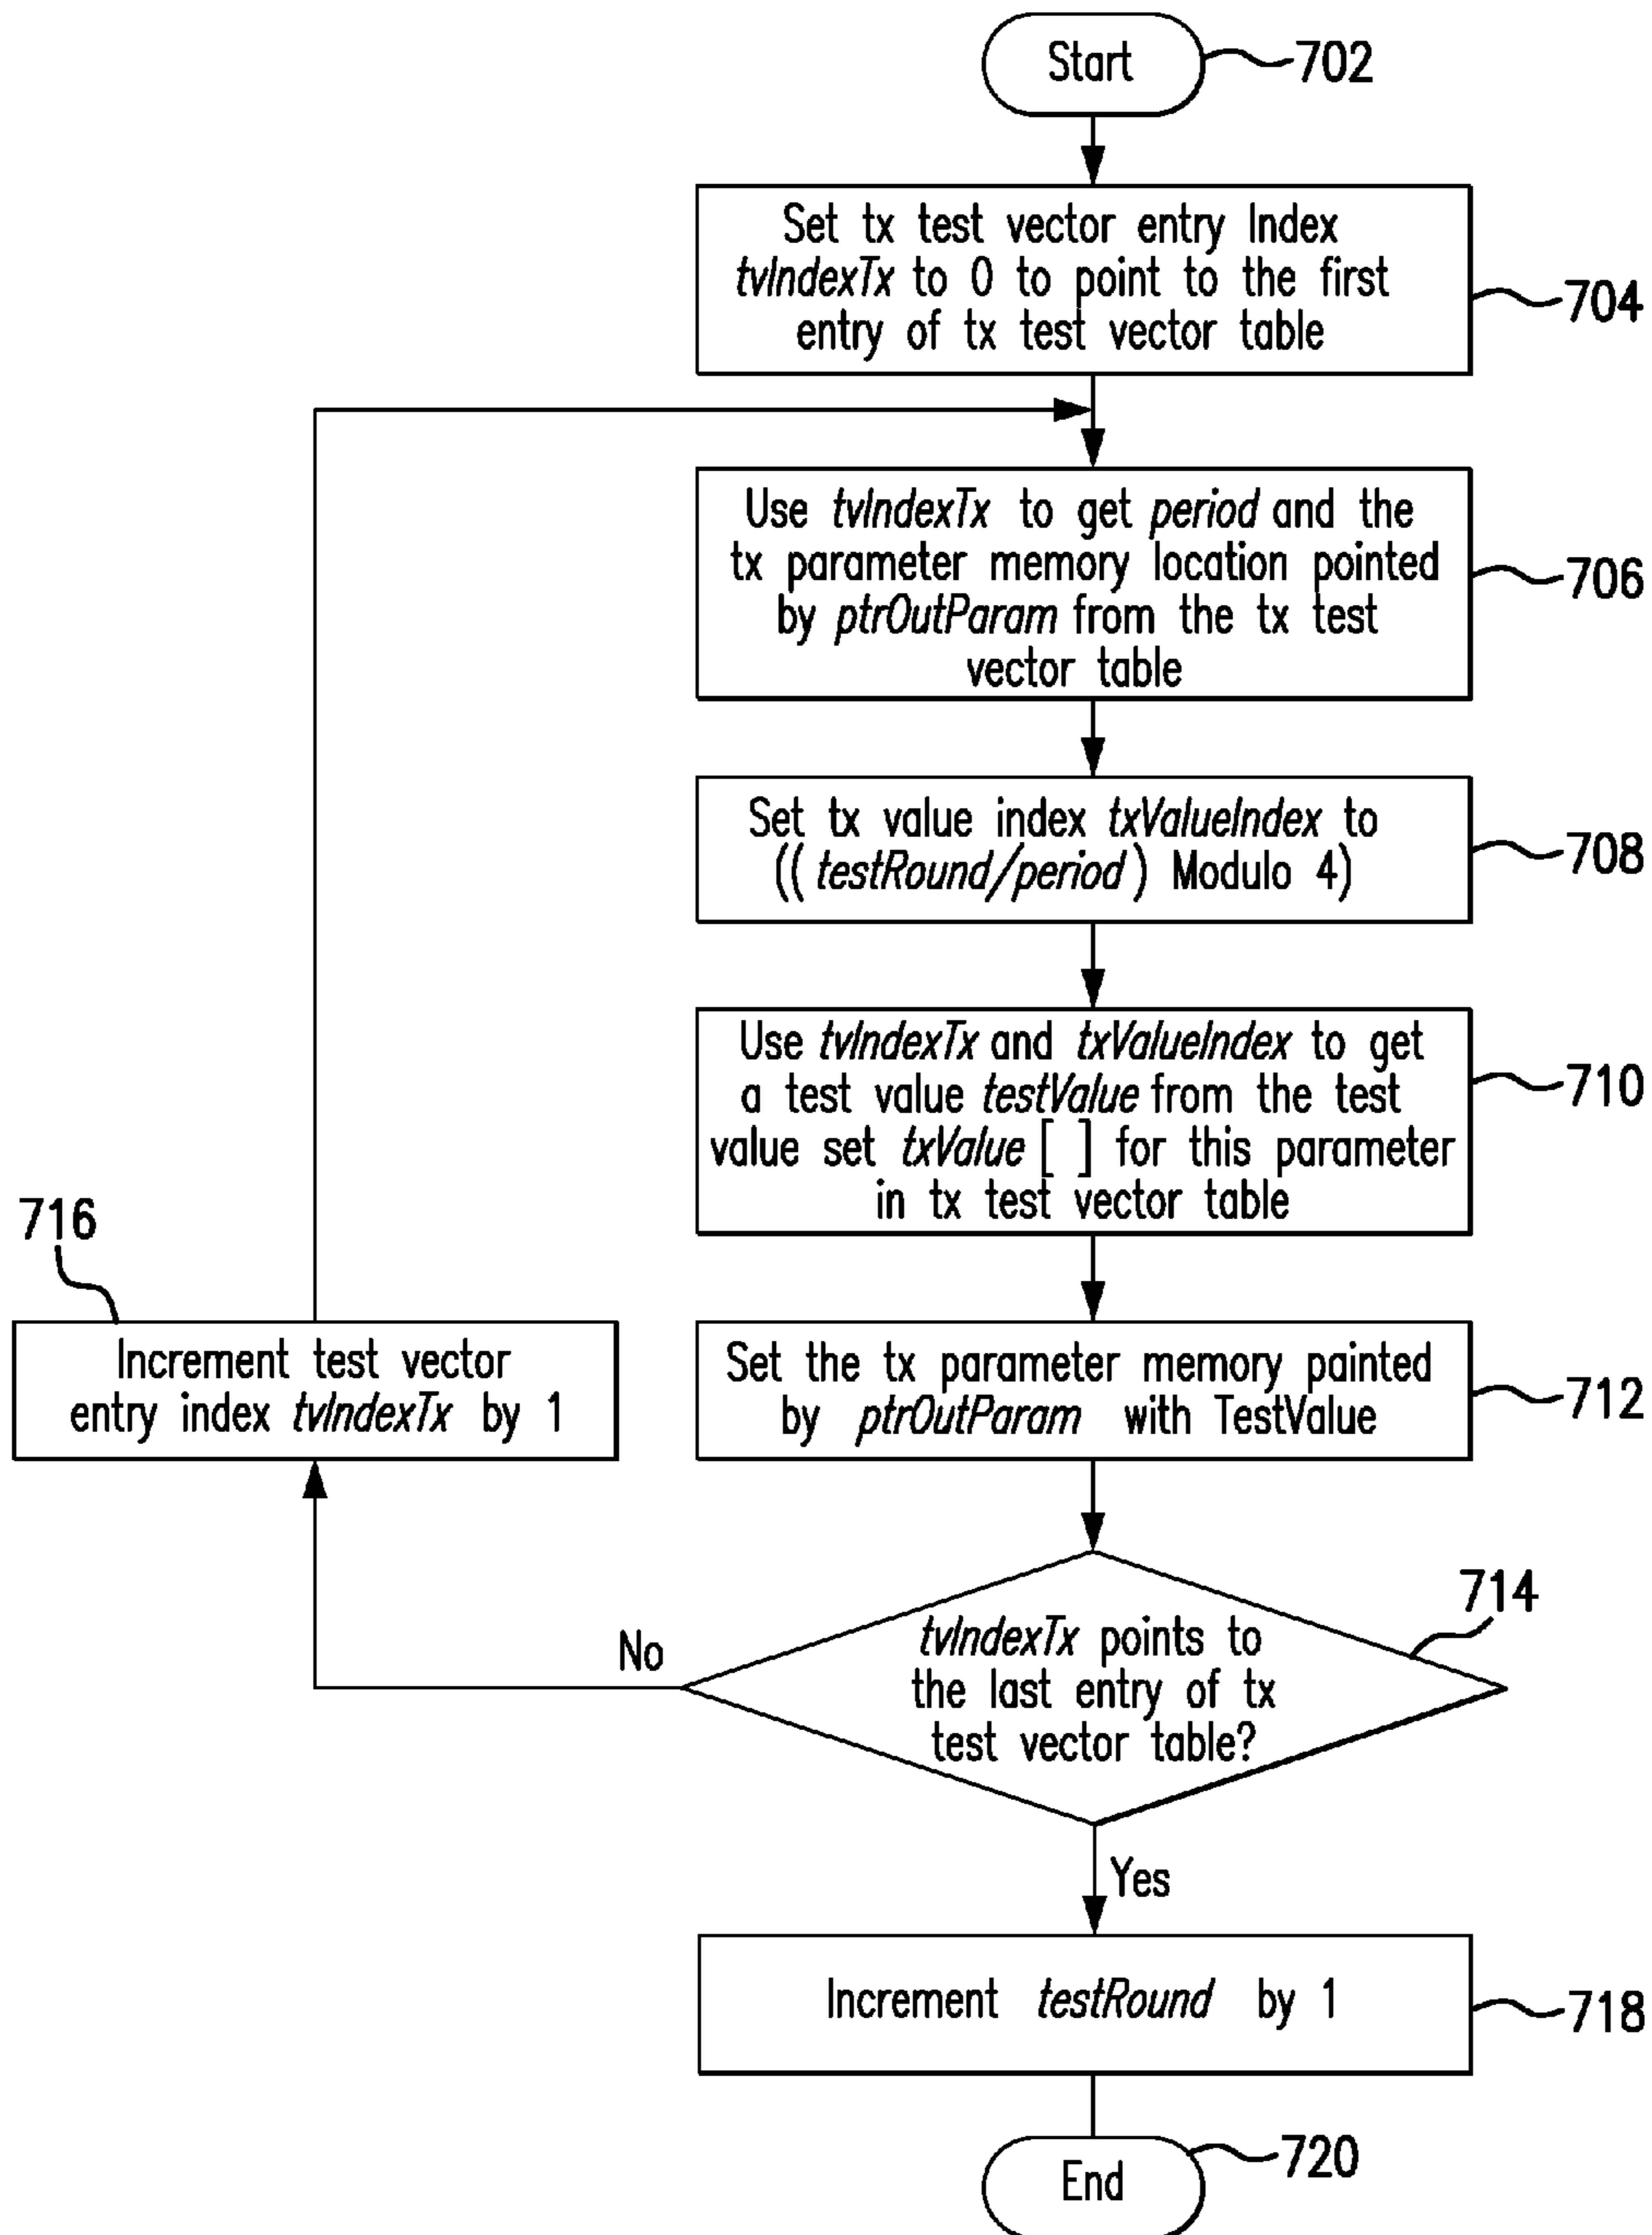 Start
702
Set tx test vector entry Index
tvIndexTx to 0 to point to the first
entry of tx test vector table
704
Use tvIndexTx to get period and the
tx parameter memory location pointed
by ptrOutParam from the tx test
vector table
706
Set tx value index txValueIndex to
((testRound/period) Modulo 4)
708
Use tvIndexTx and txValueIndex to get
a test value testValue from the test
value set txValue [ ] for this parameter
in tx test vector table
710
716
Increment test vector
entry index tvIndexTx by 1
Set the tx parameter memory painted
by ptrOutParam with TestValue
712
714
No
tvIndexTx points to
the last entry of tx
test vector table?
Yes
Increment testRound by 1
718
End
720